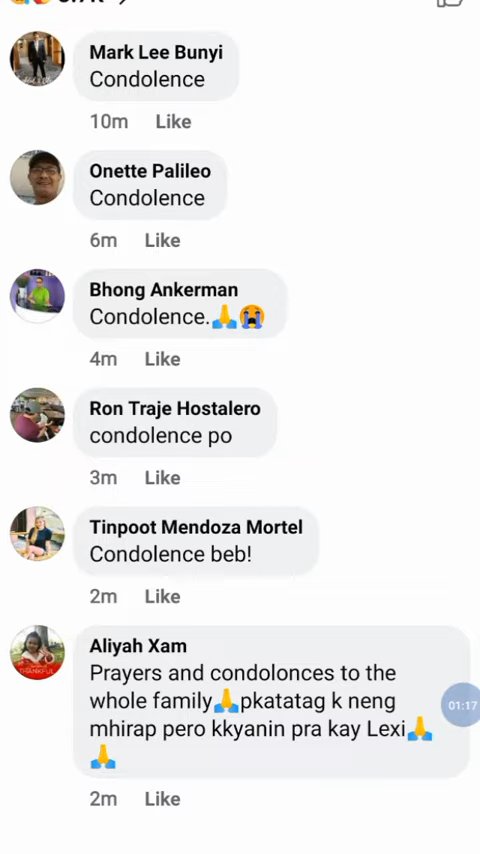 Mark Lee Bunyi
Condolence
10m Like
Onette Palileo
Condolence
6m Like
Bhong Ankerman
Condolence.🙏😭
4m Like
Ron Traje Hostalero
condolence po
3m Like
Tinpoot Mendoza Mortel
Condolence beb!
2m Like
Aliyah Xam
Prayers and condolonces to the
whole family🙏pkatatag k neng
01:17
mhirap pero kkyanin pra kay Lexi🙏
🙏
2m Like